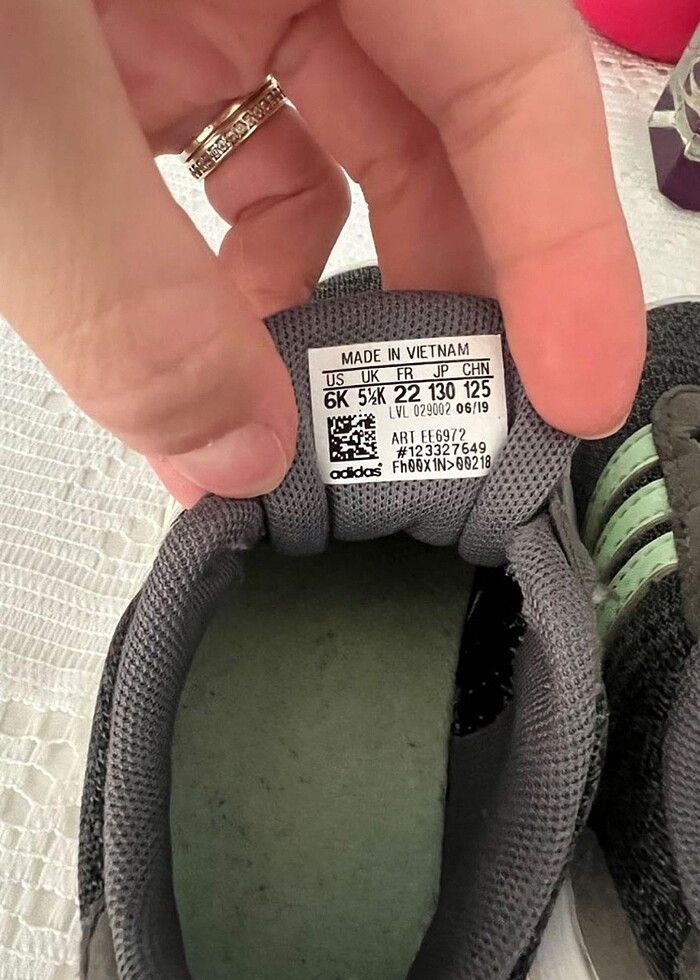 MADE IN VIETNAM
US UK FR JP CHN
6K 5½K 22 130 125
LVL 029002 06/19
ART EE6972
#123327649
adidas Fh00X1N>00218